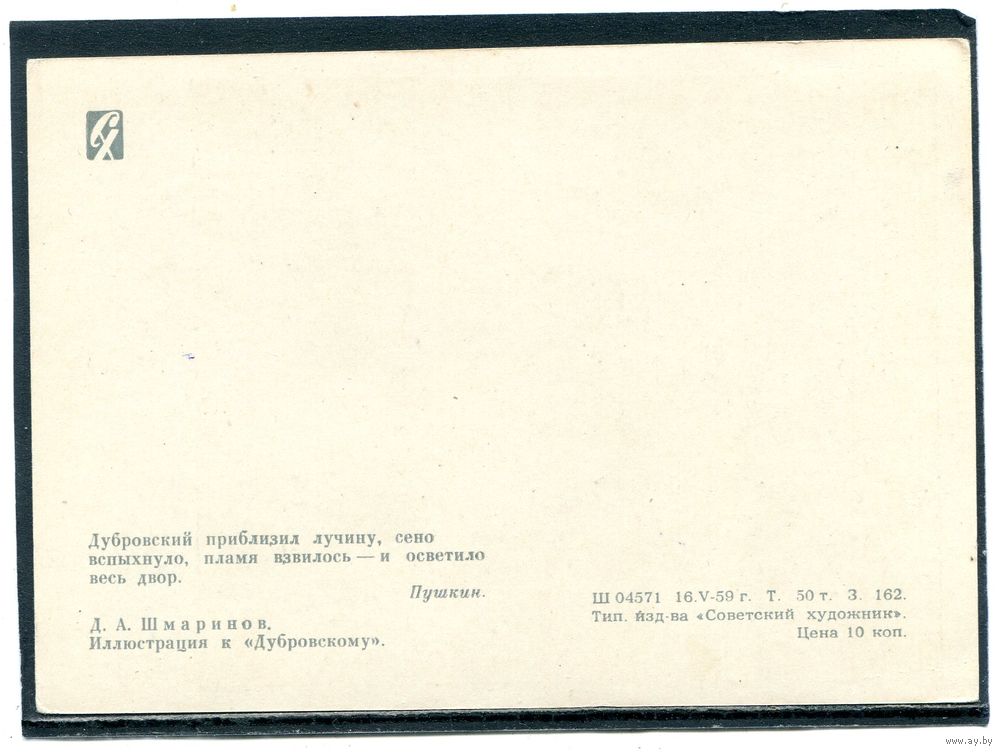 СХ
Дубровский приблизил лучину, сено
вспыхнуло, пламя взвилось — и осветило
весь двор.
Пушкин.
Д. А. Шмаринов.
Иллюстрация к «Дубровскому».
Ш 04571 16.V-59 г. Т. 50 т. З. 162.
Тип. изд-ва «Советский художник».
Цена 10 коп.
www.ay.by